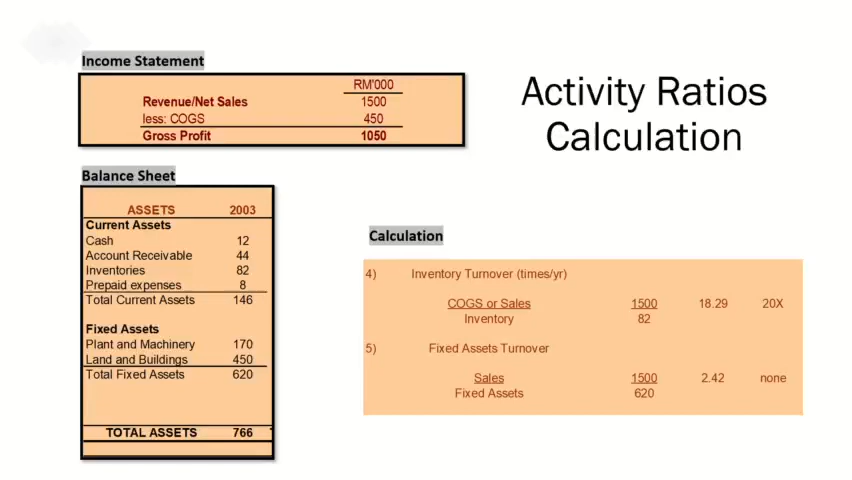 Income Statement
RM'000
Revenue/Net Sales 1500
less: COGS 450
Gross Profit 1050
Activity Ratios
Calculation
Balance Sheet
ASSETS 2003
Current Assets
Cash 12
Account Receivable 44
Inventories 82
Prepaid expenses 8
Total Current Assets 146
Fixed Assets
Plant and Machinery 170
Land and Buildings 450
Total Fixed Assets 620
TOTAL ASSETS 766
Calculation
4) Inventory Turnover (times/yr)
COGS or Sales 1500 18.29 20X
Inventory 82
5) Fixed Assets Turnover
Sales 1500 2.42 none
Fixed Assets 620